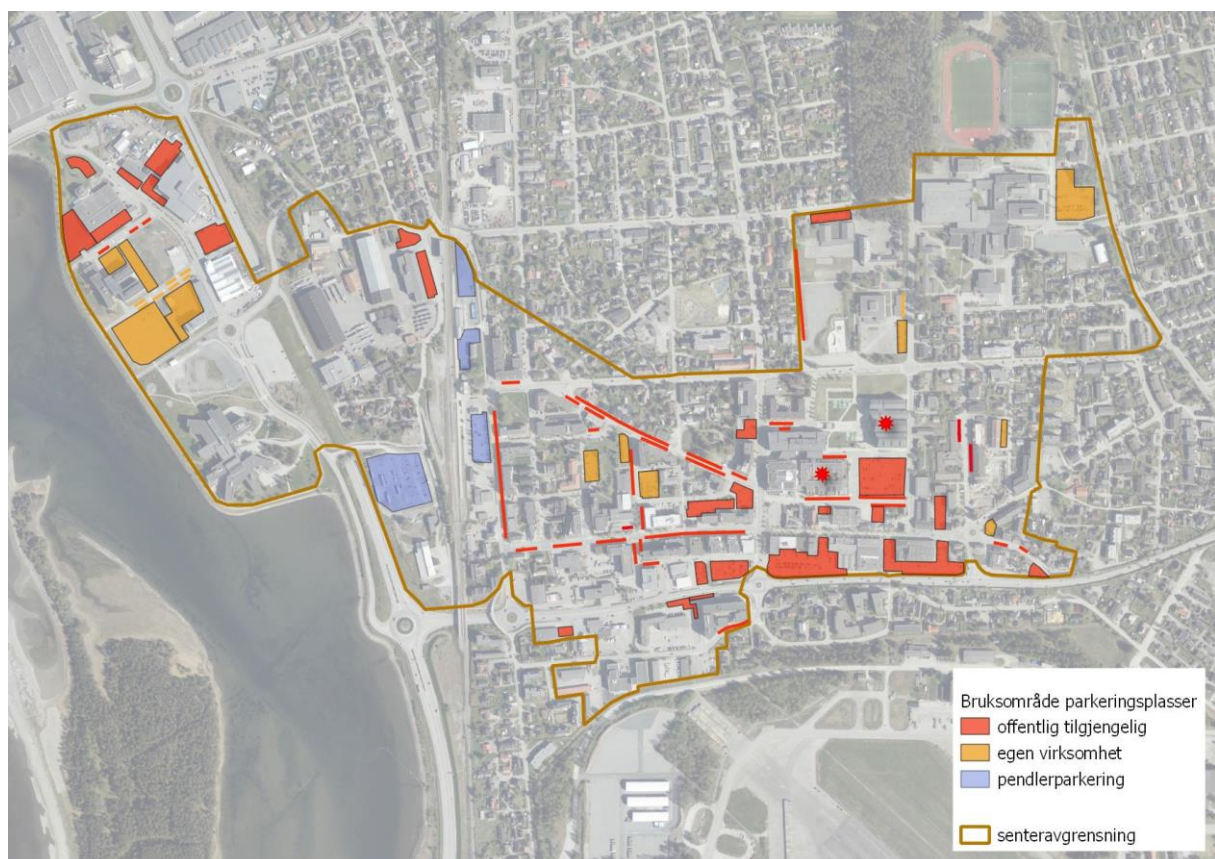 Bruksområde parkeringsplasser
offentlig tilgjengelig
egen virksomhet
pendlerparkering
senteravgrensning